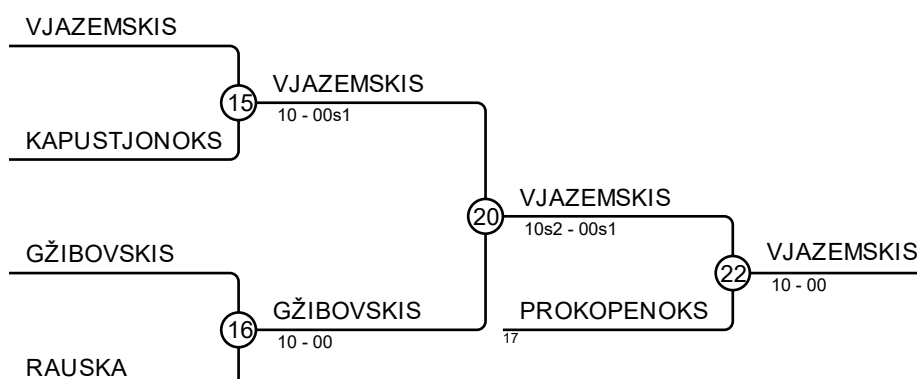 VJAZEMSKIS
15
VJAZEMSKIS
10 - 00s1
KAPUSTJONOKS
20
VJAZEMSKIS
10s2 - 00s1
GŽIBOVSKIS
22
VJAZEMSKIS
10 - 00
16
GŽIBOVSKIS
10 - 00
PROKOPENOKS
17
RAUSKA